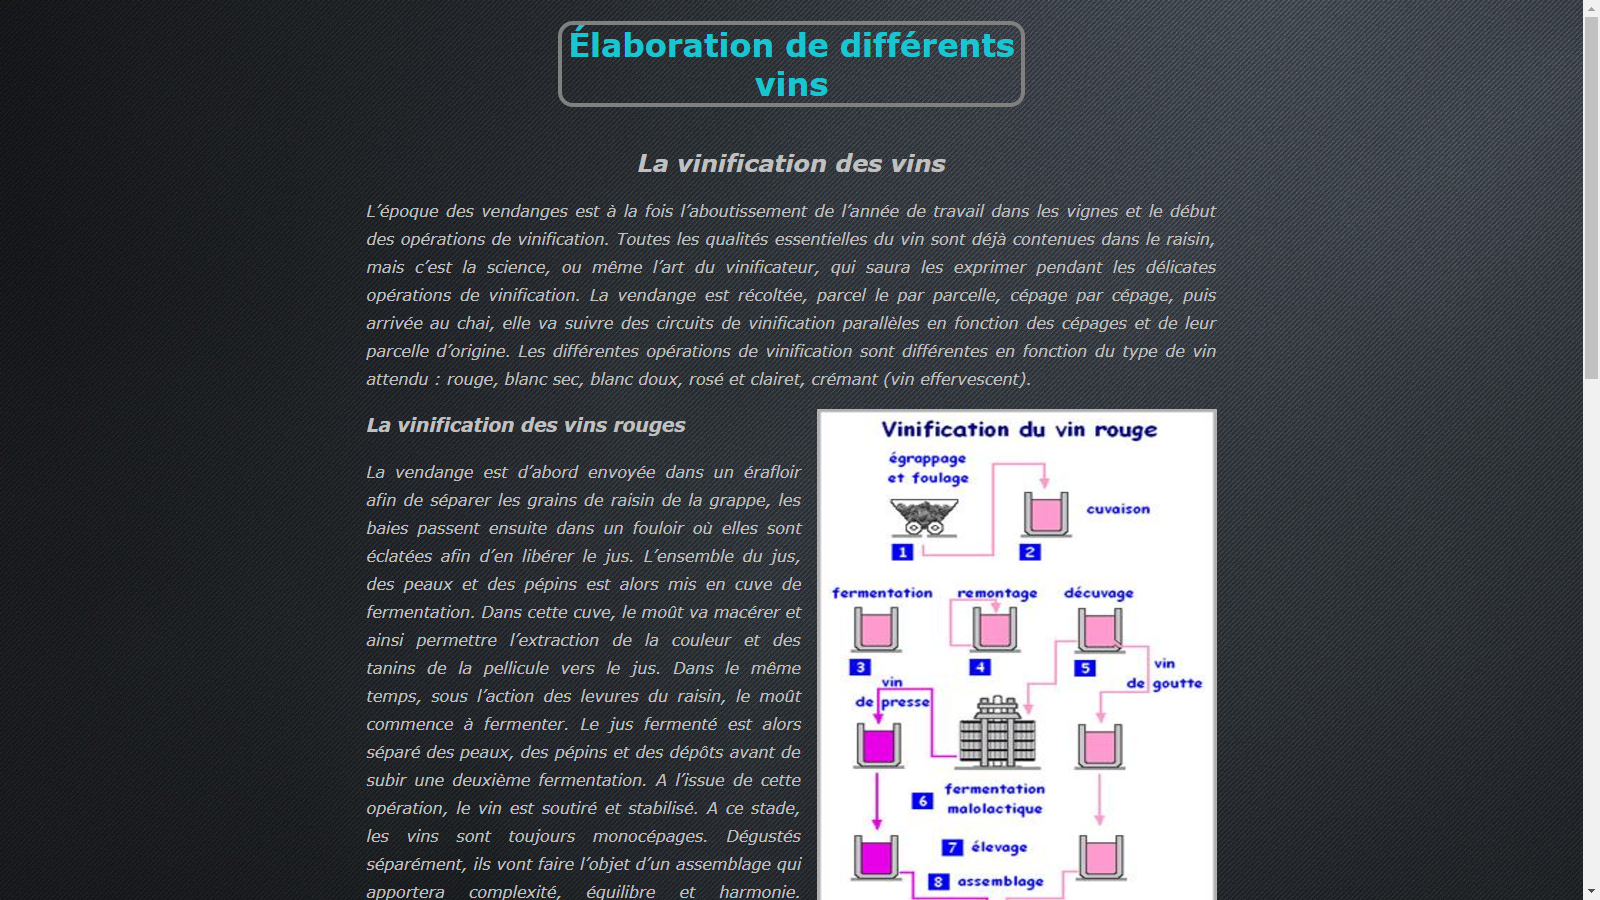 Élaboration de différents
vins
La vinification des vins
L’époque des vendanges est à la fois l’aboutissement de l’année de travail dans les vignes et le début
des opérations de vinification. Toutes les qualités essentielles du vin sont déjà contenues dans le raisin,
mais c’est la science, ou même l’art du vinificateur, qui saura les exprimer pendant les délicates
opérations de vinification. La vendange est récoltée, parcel le par parcelle, cépage par cépage, puis
arrivée au chai, elle va suivre des circuits de vinification parallèles en fonction des cépages et de leur
parcelle d’origine. Les différentes opérations de vinification sont différentes en fonction du type de vin
attendu : rouge, blanc sec, blanc doux, rosé et clairet, crémant (vin effervescent).
La vinification des vins rouges
La vendange est d’abord envoyée dans un érafloir
afin de séparer les grains de raisin de la grappe, les
baies passent ensuite dans un fouloir où elles sont
éclatées afin d’en libérer le jus. L’ensemble du jus,
des peaux et des pépins est alors mis en cuve de
fermentation. Dans cette cuve, le moût va macérer et
ainsi permettre l’extraction de la couleur et des
tanins de la pellicule vers le jus. Dans le même
temps, sous l’action des levures du raisin, le moût
commence à fermenter. Le jus fermenté est alors
séparé des peaux, des pépins et des dépôts avant de
subir une deuxième fermentation. A l’issue de cette
opération, le vin est soutiré et stabilisé. A ce stade,
les vins sont toujours monocépages. Dégustés
séparément, ils vont faire l’objet d’un assemblage qui
apportera complexité, équilibre et harmonie.
Vinification du vin rouge
égrappage
et foulage
cuvaison
1
2
fermentation
remontage
décuvage
3
4
5
vin
de goutte
vin
de presse
6
fermentation
malolactique
7
élevage
8
assemblage